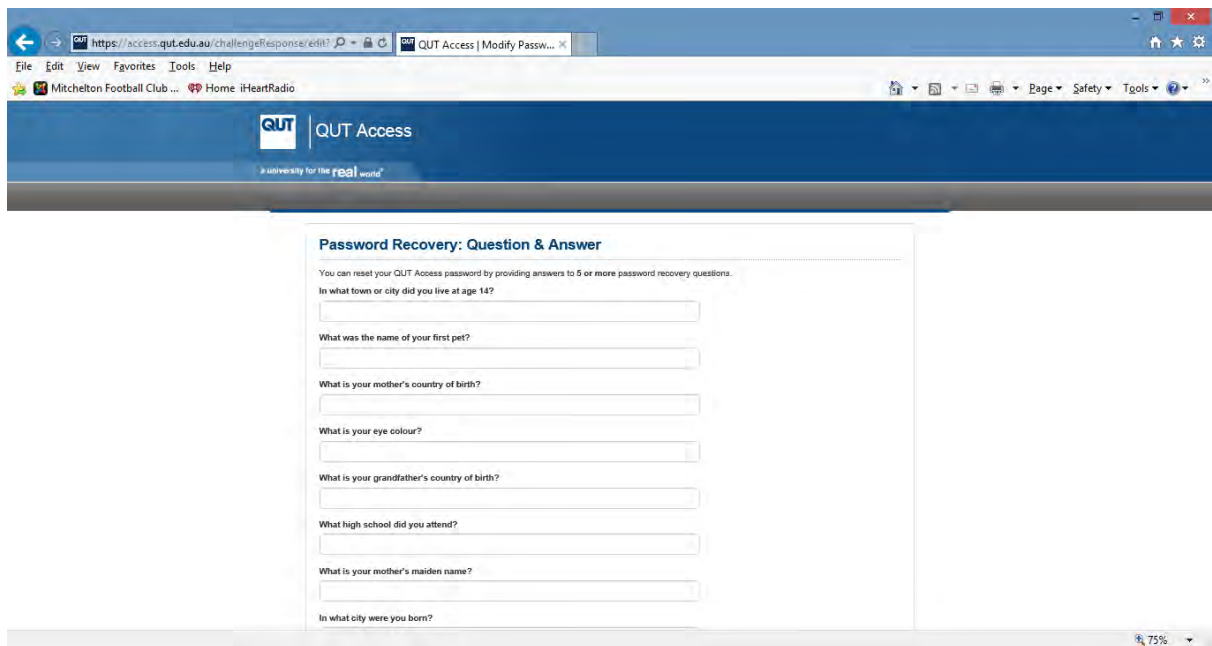 https://access.qut.edu.au/challengeResponse/edit?
QUT Access | Modify Passw...
File Edit View Favorites Tools Help
Mitchelton Football Club ... Home iHeartRadio
Page Safety Tools
QUT
QUT Access
a university for the real world
Password Recovery: Question & Answer
You can reset your QUT Access password by providing answers to 5 or more password recovery questions.
In what town or city did you live at age 14?
What was the name of your first pet?
What is your mother's country of birth?
What is your eye colour?
What is your grandfather's country of birth?
What high school did you attend?
What is your mother's maiden name?
In what city were you born?
75%